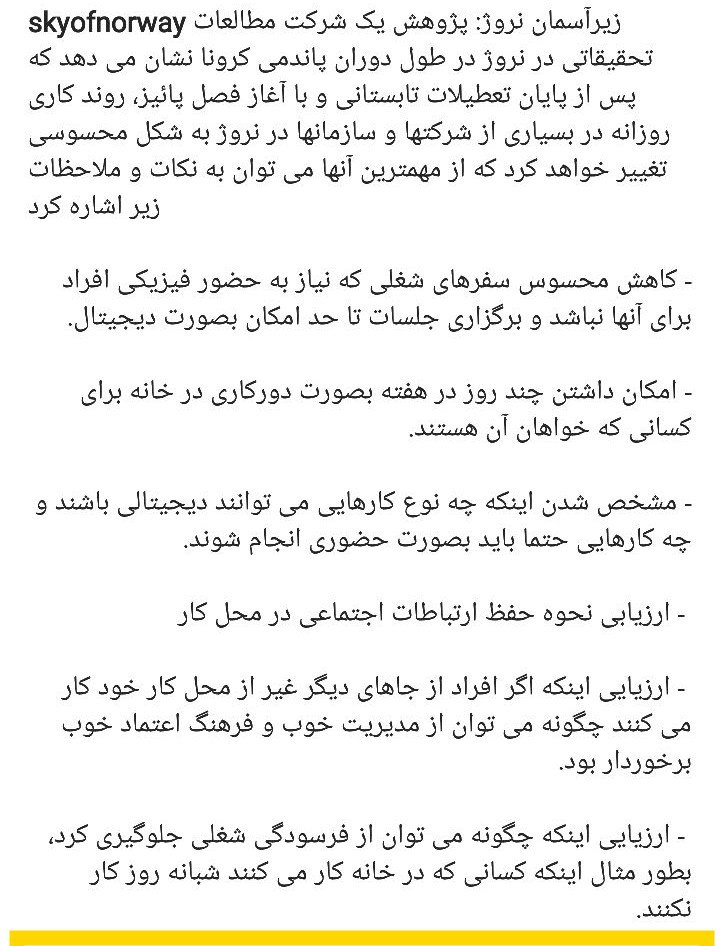 skyofnorway زیرآسمان نروژ: پژوهش یک شرکت مطالعات
تحقیقاتی در نروژ در طول دوران پاندمی کرونا نشان می دهد که
پس از پایان تعطیلات تابستانی و با آغاز فصل پائیز، روند کاری
روزانه در بسیاری از شرکتها و سازمانها در نروژ به شکل محسوسی
تغییر خواهد کرد که از مهمترین آنها می توان به نکات و ملاحظات
زیر اشاره کرد
- کاهش محسوس سفرهای شغلی که نیاز به حضور فیزیکی افراد
برای آنها نباشد و برگزاری جلسات تا حد امکان بصورت دیجیتال.
- امکان داشتن چند روز در هفته بصورت دورکاری در خانه برای
کسانی که خواهان آن هستند.
- مشخص شدن اینکه چه نوع کارهایی می توانند دیجیتالی باشند و
چه کارهایی حتما باید بصورت حضوری انجام شوند.
- ارزیابی نحوه حفظ ارتباطات اجتماعی در محل کار
- ارزیایی اینکه اگر افراد از جاهای دیگر غیر از محل کار خود کار
می کنند چگونه می توان از مدیریت خوب و فرهنگ اعتماد خوب
برخوردار بود.
- ارزیایی اینکه چگونه می توان از فرسودگی شغلی جلوگیری کرد،
بطور مثال اینکه کسانی که در خانه کار می کنند شبانه روز کار
نکنند.